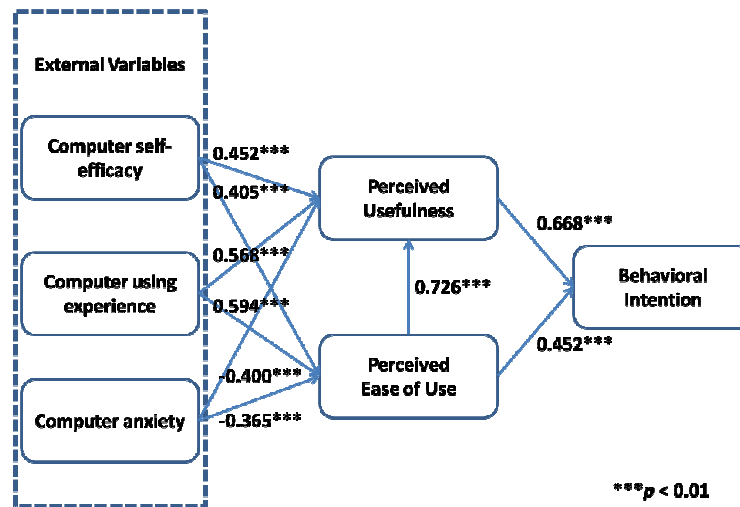 External Variables
Computer self-
efficacy
0.452***
0.405***
Perceived
Usefulness
0.668***
Computer using
experience
0.568***
0.594***
0.726***
Behavioral
Intention
0.452***
Perceived
Ease of Use
-0.400***
-0.365***
Computer anxiety
***p < 0.01